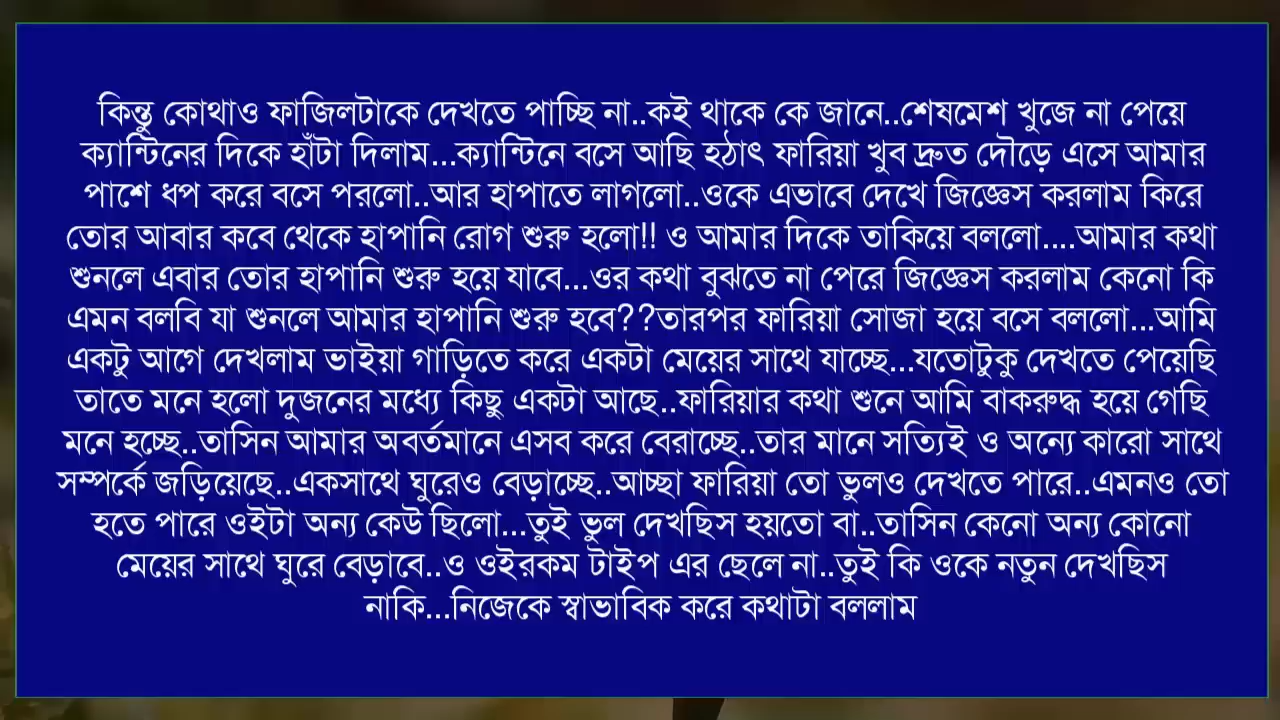 কিন্তু কোথাও ফাজিলটাকে দেখতে পাচ্ছি না..কই থাকে কে জানে..শেষমেশ খুজে না পেয়ে
ক্যান্টিনের দিকে হাঁটা দিলাম...ক্যান্টিনে বসে আছি হঠাৎ ফারিয়া খুব দ্রুত দৌড়ে এসে আমার
পাশে ধপ করে বসে পরলো..আর হাপাতে লাগলো..ওকে এভাবে দেখে জিজ্ঞেস করলাম কিরে
তোর আবার কবে থেকে হাপানি রোগ শুরু হলো!! ও আমার দিকে তাকিয়ে বললো....আমার কথা
শুনলে এবার তোর হাপানি শুরু হয়ে যাবে...ওর কথা বুঝতে না পেরে জিজ্ঞেস করলাম কেনো কি
এমন বলবি যা শুনলে আমার হাপানি শুরু হবে??তারপর ফারিয়া সোজা হয়ে বসে বললো...আমি
একটু আগে দেখলাম ভাইয়া গাড়িতে করে একটা মেয়ের সাথে যাচ্ছে...যতোটুকু দেখতে পেয়েছি
তাতে মনে হলো দুজনের মধ্যে কিছু একটা আছে..ফারিয়ার কথা শুনে আমি বাকরুদ্ধ হয়ে গেছি
মনে হচ্ছে..তাসিন আমার অবর্তমানে এসব করে বেরাচ্ছে..তার মানে সত্যিই ও অন্যে কারো সাথে
সম্পর্কে জড়িয়েছে..একসাথে ঘুরেও বেড়াচ্ছে..আচ্ছা ফারিয়া তো ভুলও দেখতে পারে..এমনও তো
হতে পারে ওইটা অন্য কেউ ছিলো...তুই ভুল দেখছিস হয়তো বা..তাসিন কেনো অন্য কোনো
মেয়ের সাথে ঘুরে বেড়াবে..ও ওইরকম টাইপ এর ছেলে না..তুই কি ওকে নতুন দেখছিস
নাকি...নিজেকে স্বাভাবিক করে কথাটা বললাম